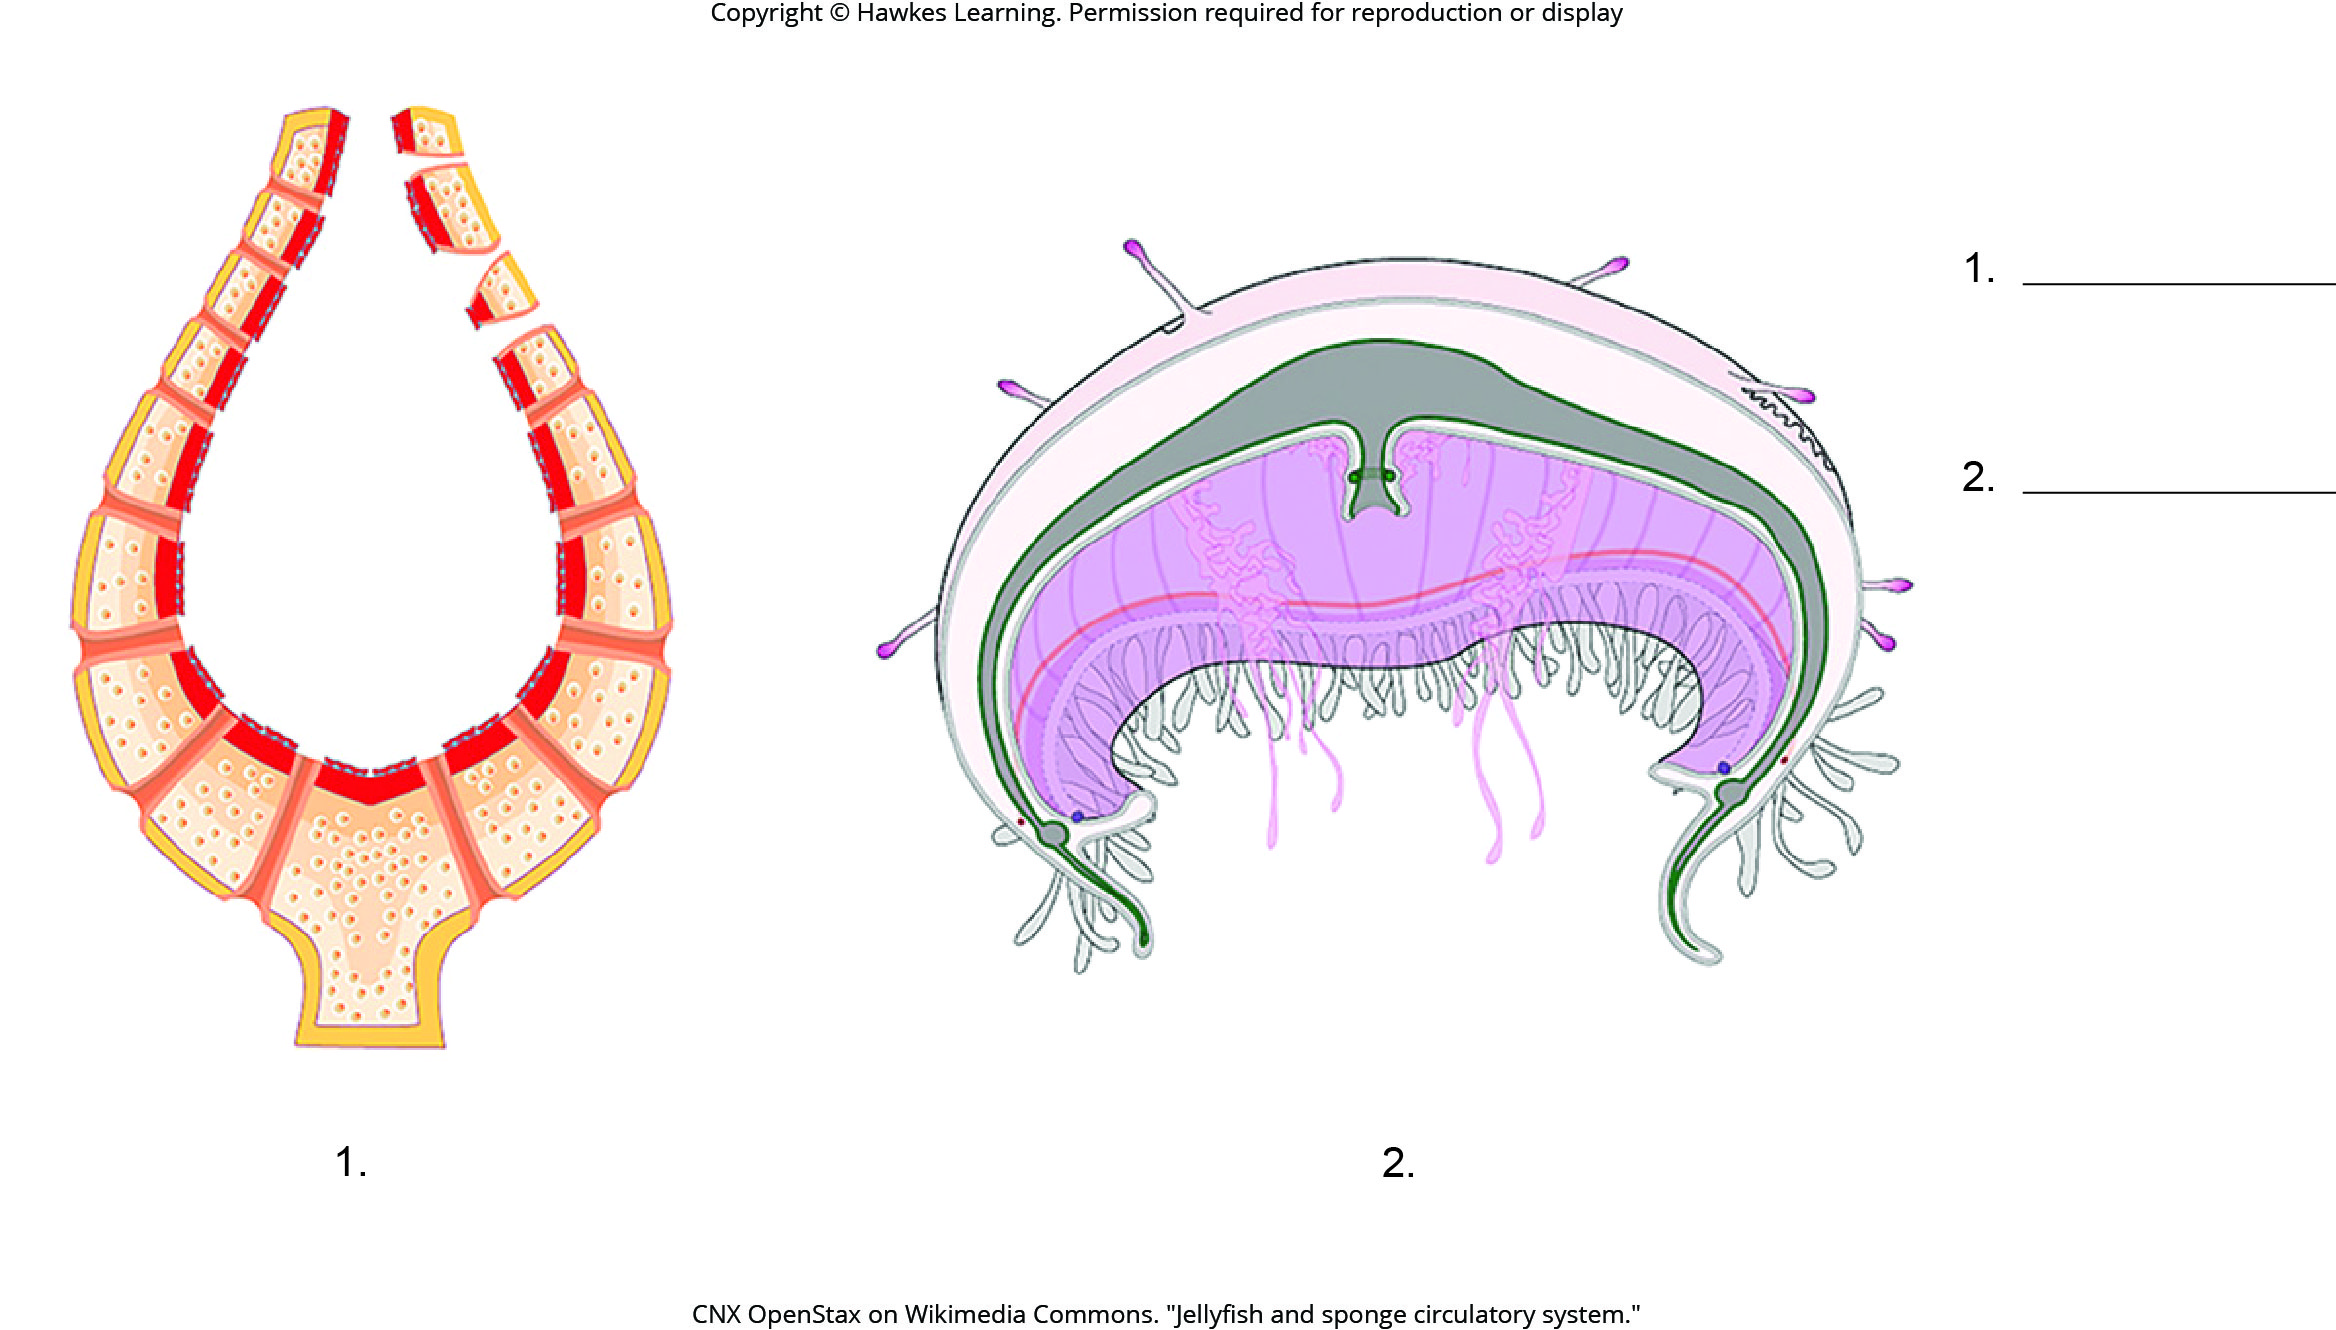 Copyright © Hawkes Learning. Permission required for reproduction or display
1. 
2. 
1.
2.
CNX OpenStax on Wikimedia Commons. "Jellyfish and sponge circulatory system."